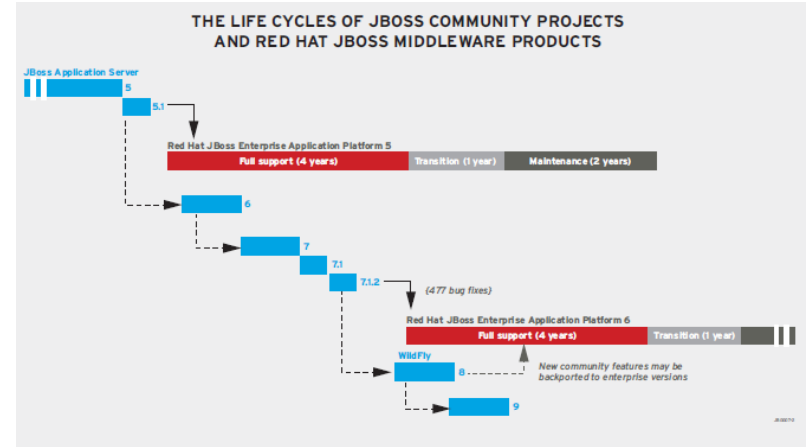 THE LIFE CYCLES OF JBOSS COMMUNITY PROJECTS
AND RED HAT JBOSS MIDDLEWARE PRODUCTS
JBoss Application Server
5
5.1
Red Hat JBoss Enterprise Application Platform 5
Full support (4 years)
Transition (1 year)
Maintenance (2 years)
6
7
7.1
7.1.2
(477 bug fixes)
Red Hat JBoss Enterprise Application Platform 6
Full support (4 years)
Transition (1 year)
WildFly
8
New community features may be
backported to enterprise versions
9